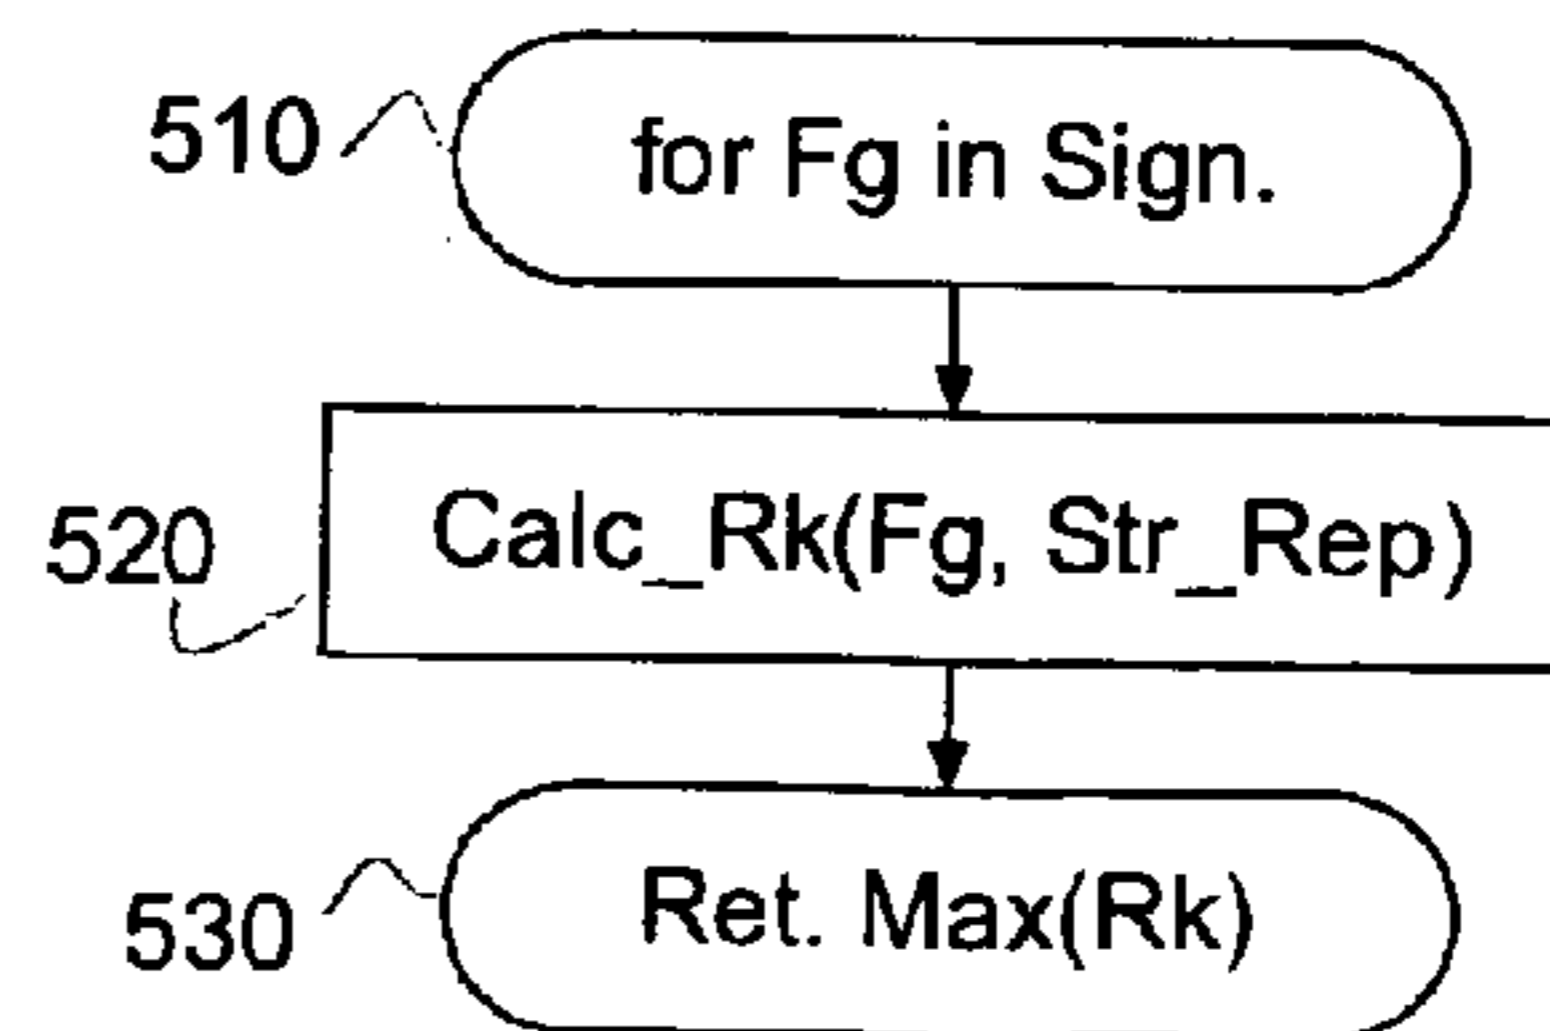 510
for Fg in Sign.
Calc_Rk(Fg, Str_Rep)
520
Ret. Max(Rk)
530